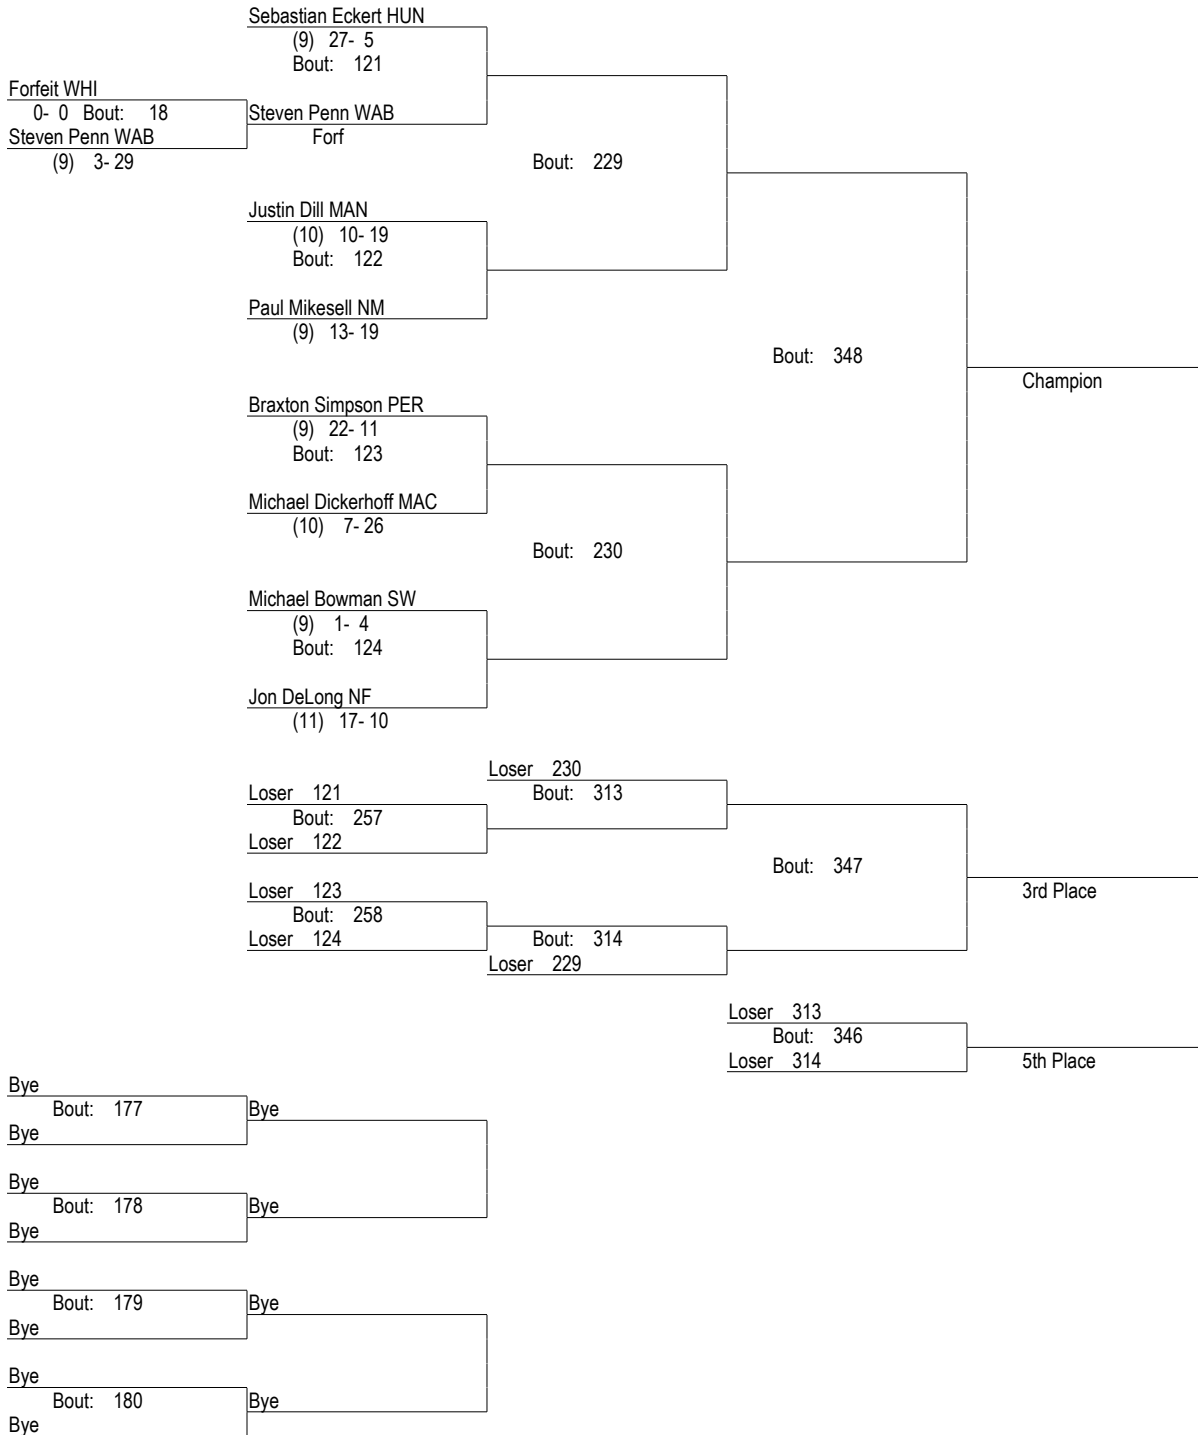 Sebastian Eckert HUN
(9) 27- 5
Bout: 121
Forfeit WHI
0- 0 Bout: 18
Steven Penn WAB
Steven Penn WAB
Forf
(9) 3- 29
Bout: 229
Justin Dill MAN
(10) 10- 19
Bout: 122
Paul Mikesell NM
(9) 13- 19
Bout: 348
Champion
Braxton Simpson PER
(9) 22- 11
Bout: 123
Michael Dickerhoff MAC
(10) 7- 26
Bout: 230
Michael Bowman SW
(9) 1- 4
Bout: 124
Jon DeLong NF
(11) 17- 10
Loser 230
Loser 121
Bout: 313
Bout: 257
Loser 122
Bout: 347
Loser 123
3rd Place
Bout: 258
Loser 124
Bout: 314
Loser 229
Loser 313
Bout: 346
Loser 314
5th Place
Bye
Bout: 177
Bye
Bye
Bye
Bout: 178
Bye
Bye
Bye
Bout: 179
Bye
Bye
Bye
Bout: 180
Bye
Bye